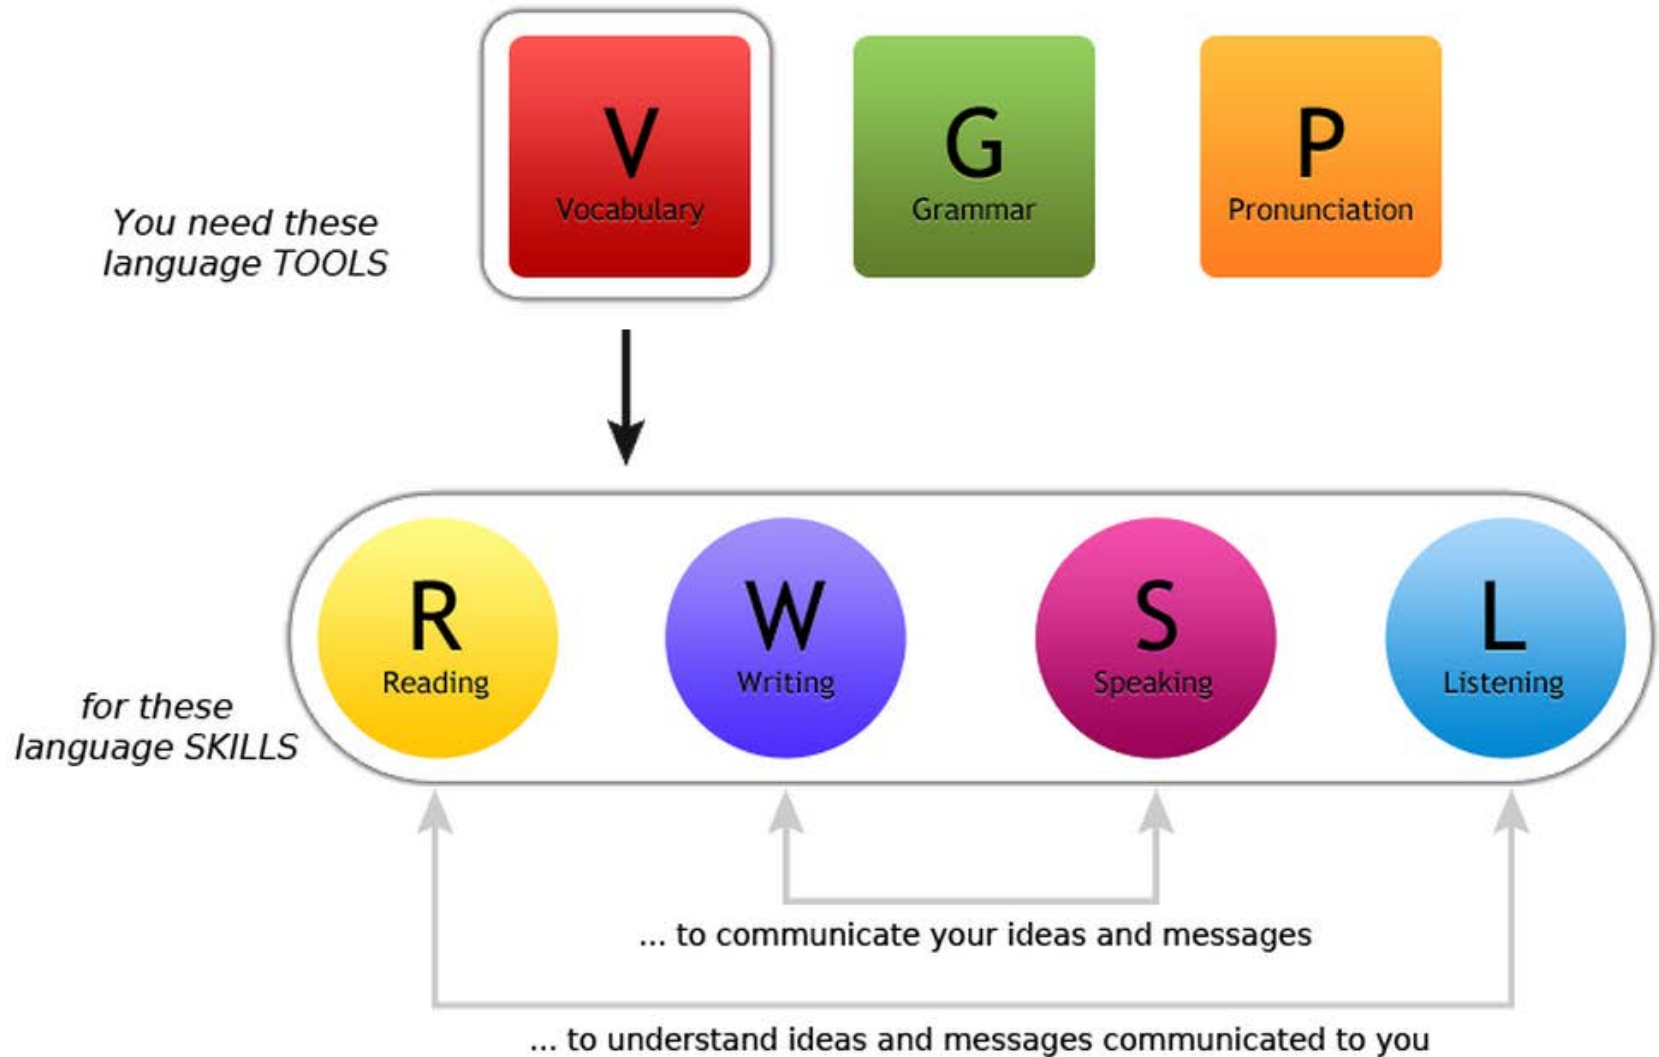 V
Vocabulary
G
Grammar
P
Pronunciation
You need these
language TOOLS
R
Reading
W
Writing
S
Speaking
L
Listening
for these
language SKILLS
... to communicate your ideas and messages
... to understand ideas and messages communicated to you